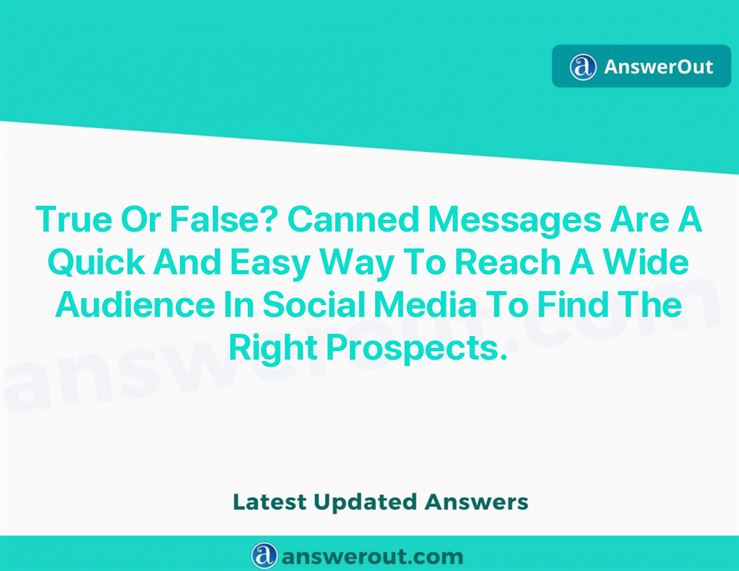 a AnswerOut
True Or False? Canned Messages Are A
Quick And Easy Way To Reach A Wide
Audience In Social Media To Find The
Right Prospects.
answerout.com
Latest Updated Answers
a answerout.com